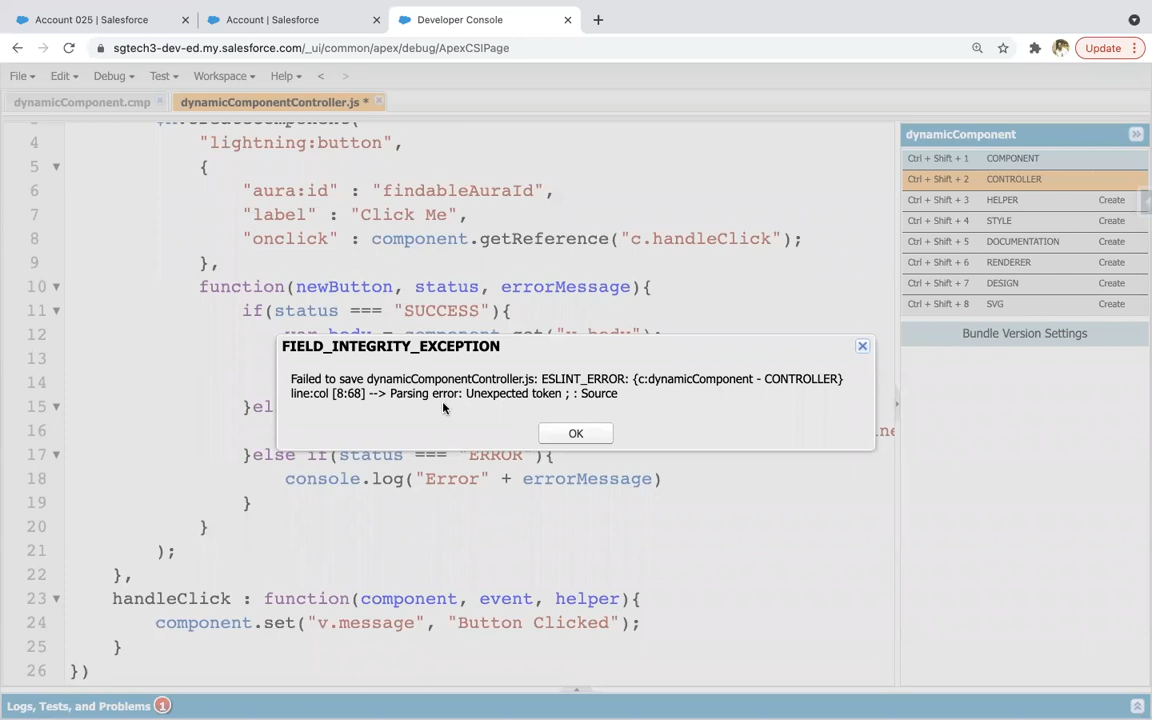 Account 025 | Salesforce
Account | Salesforce
Developer Console
sgtech3-dev-ed.my.salesforce.com/_ui/common/apex/debug/ApexCSIPage
Update
File Edit Debug Test Workspace Help < >
dynamicComponent.cmp
dynamicComponentController.js *
4 "lightning:button",
5 {
6 "aura:id" : "findableAuraId",
7 "label" : "Click Me",
8 "onclick" : component.getReference("c.handleClick");
9 },
10 function(newButton, status, errorMessage){
11 if(status === "SUCCESS"){
12
13
14
15 }el
16
17 }else if(status === "ERROR"){
18 console.log("Error" + errorMessage)
19 }
20 }
21 );
22 },
23 handleClick : function(component, event, helper){
24 component.set("v.message", "Button Clicked");
25 }
26 })
FIELD_INTEGRITY_EXCEPTION
Failed to save dynamicComponentController.js: ESLINT_ERROR: {c:dynamicComponent - CONTROLLER}
line:col [8:68] --> Parsing error: Unexpected token ; : Source
OK
dynamicComponent
Ctrl + Shift + 1 COMPONENT
Ctrl + Shift + 2 CONTROLLER
Ctrl + Shift + 3 HELPER Create
Ctrl + Shift + 4 STYLE Create
Ctrl + Shift + 5 DOCUMENTATION Create
Ctrl + Shift + 6 RENDERER Create
Ctrl + Shift + 7 DESIGN Create
Ctrl + Shift + 8 SVG Create
Bundle Version Settings
Logs, Tests, and Problems 1